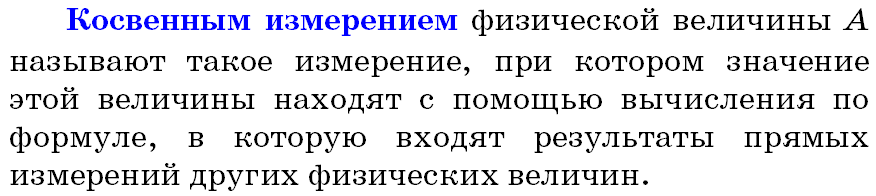 Косвенным измерением физической величины A
называют такое измерение, при котором значение
этой величины находят с помощью вычисления по
формуле, в которую входят результаты прямых
измерений других физических величин.